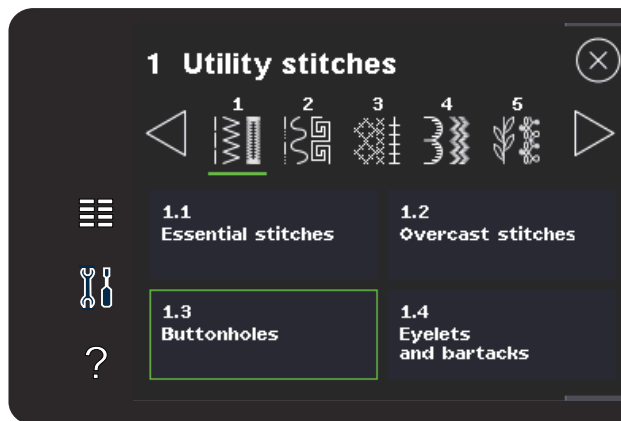 1 Utility stitches
1 2 3 4 5
1.1
Essential stitches
1.2
Overcast stitches
1.3
Buttonholes
1.4
Eyelets
and bartacks
?